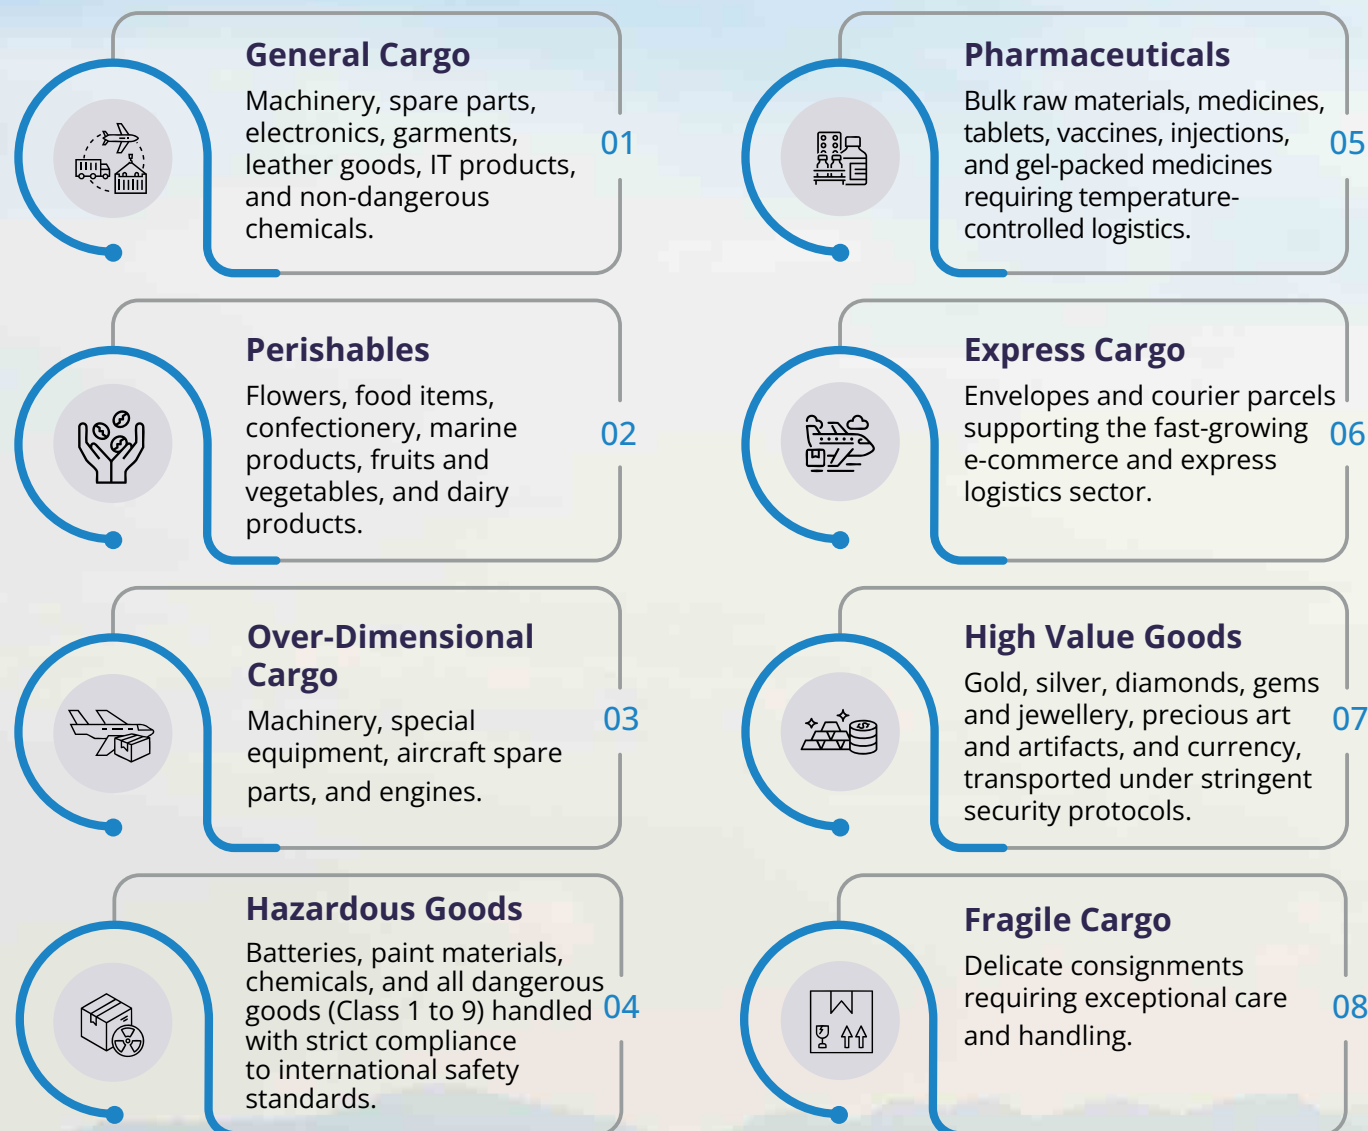 General Cargo
Machinery, spare parts,
electronics, garments,
leather goods, IT products,
and non-dangerous
chemicals.
01
Perishables
Flowers, food items,
confectionery, marine
products, fruits and
vegetables, and dairy
products.
02
Over-Dimensional
Cargo
Machinery, special
equipment, aircraft spare
parts, and engines.
03
Hazardous Goods
Batteries, paint materials,
chemicals, and all dangerous
goods (Class 1 to 9) handled
with strict compliance
to international safety
standards.
04
Pharmaceuticals
Bulk raw materials, medicines,
tablets, vaccines, injections,
and gel-packed medicines
requiring temperature-
controlled logistics.
05
Express Cargo
Envelopes and courier parcels
supporting the fast-growing
e-commerce and express
logistics sector.
06
High Value Goods
Gold, silver, diamonds, gems
and jewellery, precious art
and artifacts, and currency,
transported under stringent
security protocols.
07
Fragile Cargo
Delicate consignments
requiring exceptional care
and handling.
08